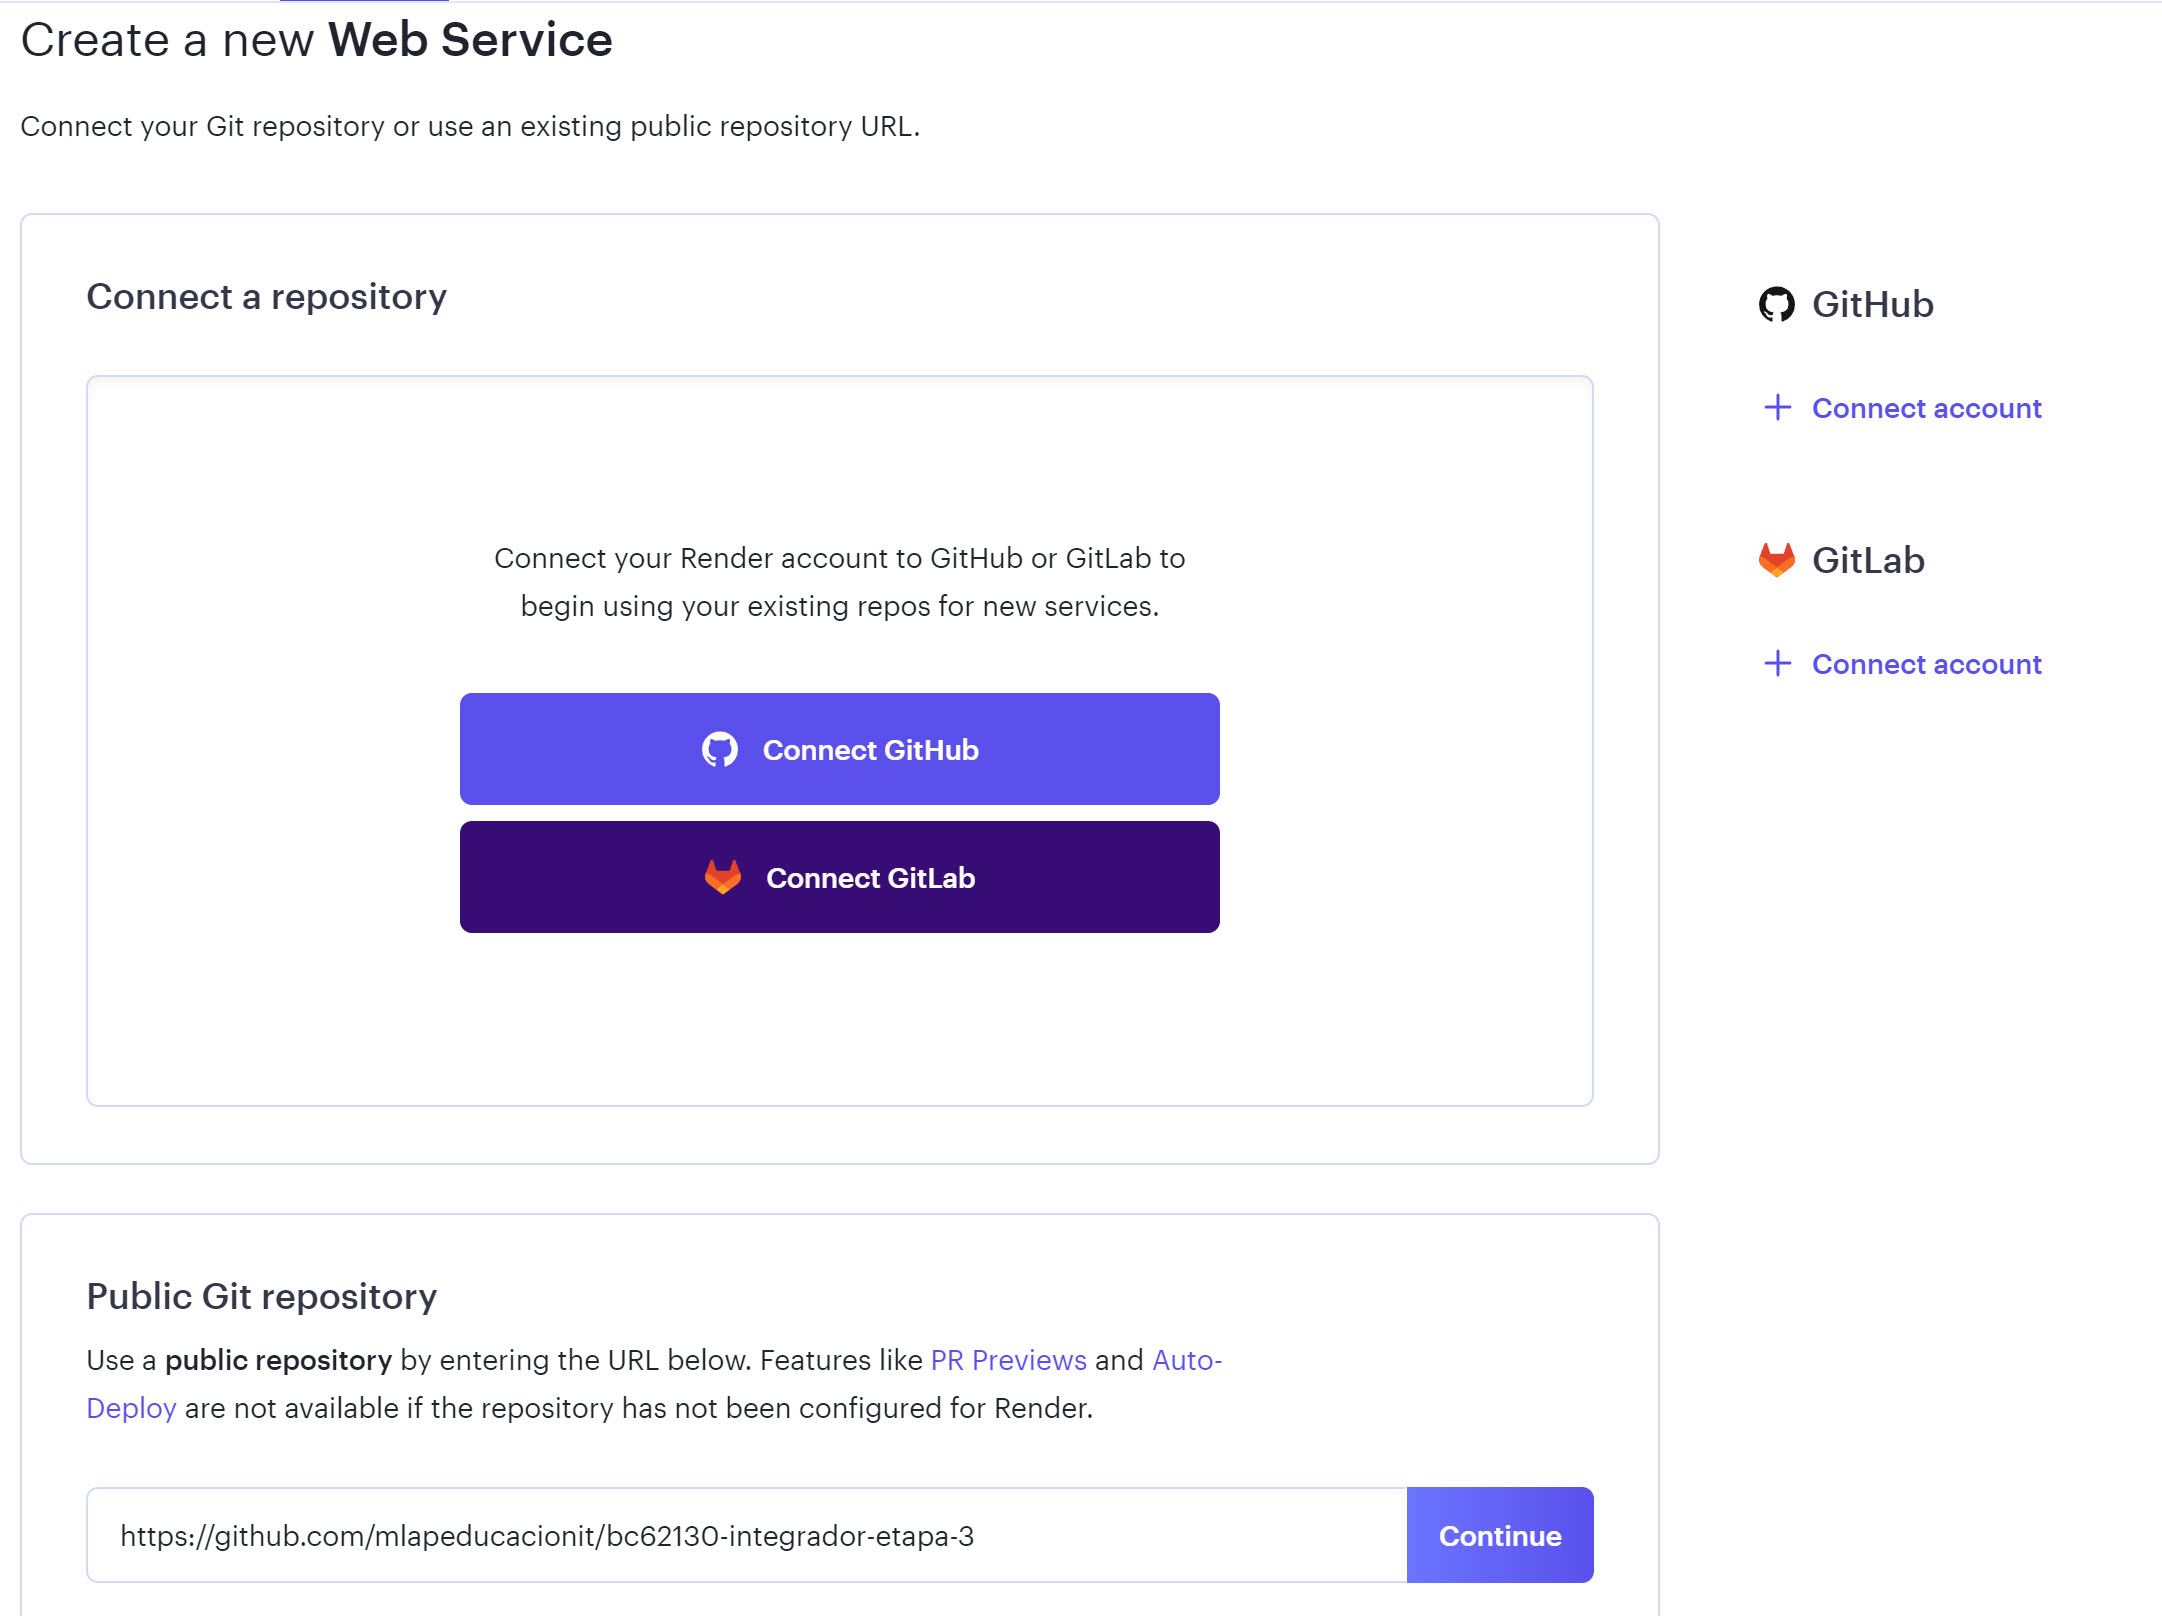 Create a new Web Service
Connect your Git repository or use an existing public repository URL.
Connect a repository
Connect your Render account to GitHub or GitLab to
begin using your existing repos for new services.
Connect GitHub
Connect GitLab
GitHub
Connect account
GitLab
Connect account
Public Git repository
Use a public repository by entering the URL below. Features like PR Previews and Auto-
Deploy are not available if the repository has not been configured for Render.
https://github.com/mlapeducacionit/bc62130-integrador-etapa-3
Continue